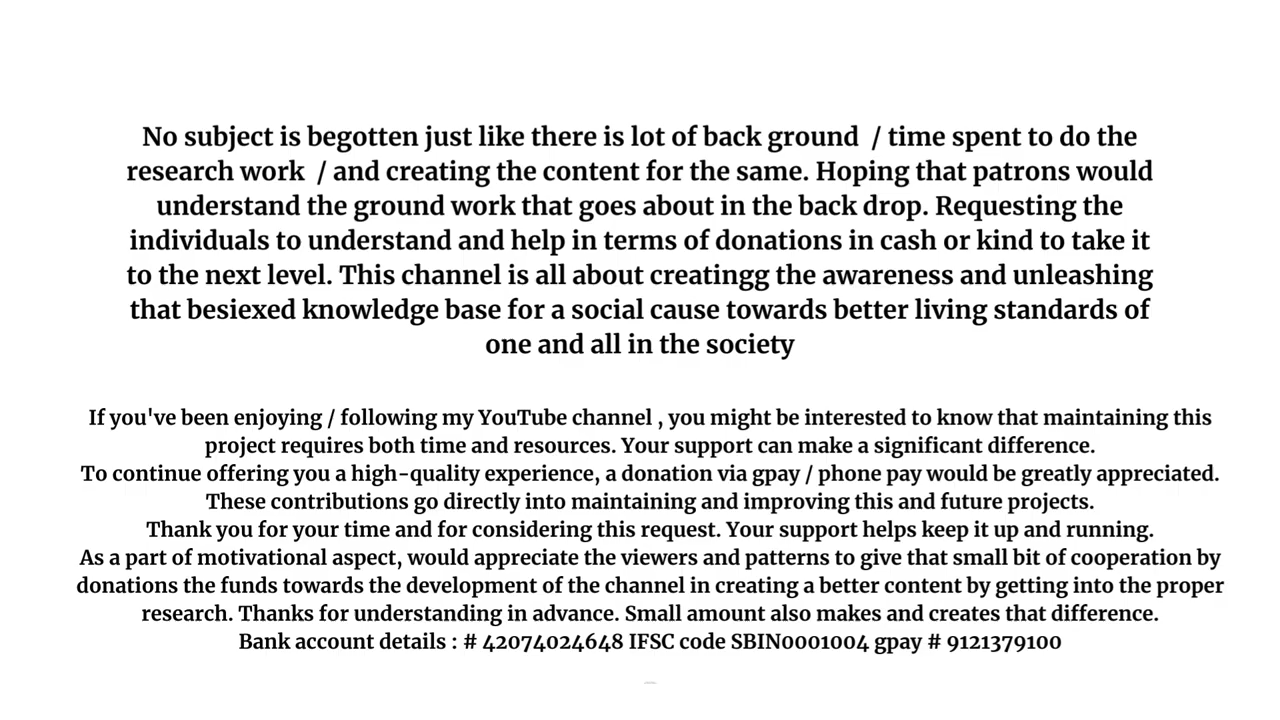 No subject is begotten just like there is lot of back ground / time spent to do the
research work / and creating the content for the same. Hoping that patrons would
understand the ground work that goes about in the back drop. Requesting the
individuals to understand and help in terms of donations in cash or kind to take it
to the next level. This channel is all about creatingg the awareness and unleashing
that besiexed knowledge base for a social cause towards better living standards of
one and all in the society
If you've been enjoying / following my YouTube channel , you might be interested to know that maintaining this
project requires both time and resources. Your support can make a significant difference.
To continue offering you a high-quality experience, a donation via gpay / phone pay would be greatly appreciated.
These contributions go directly into maintaining and improving this and future projects.
Thank you for your time and for considering this request. Your support helps keep it up and running.
As a part of motivational aspect, would appreciate the viewers and patterns to give that small bit of cooperation by
donations the funds towards the development of the channel in creating a better content by getting into the proper
research. Thanks for understanding in advance. Small amount also makes and creates that difference.
Bank account details : # 42074024648 IFSC code SBIN0001004 gpay # 9121379100